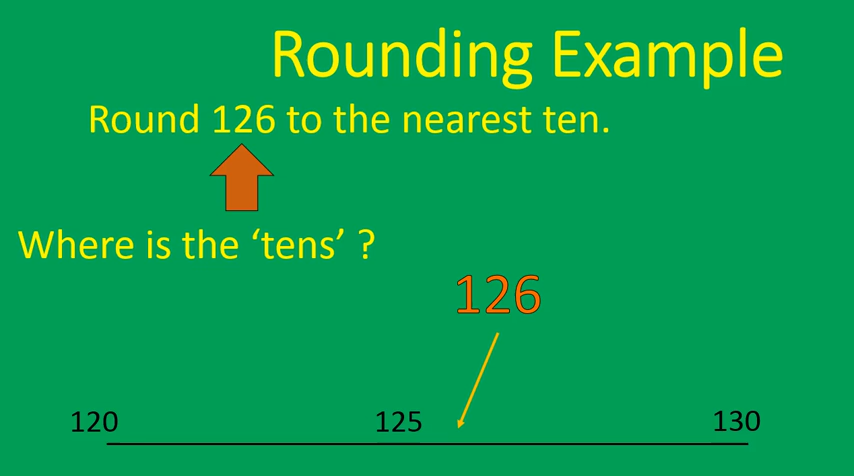 Rounding Example
Round 126 to the nearest ten.
Where is the ‘tens’ ?
126
120 125 130